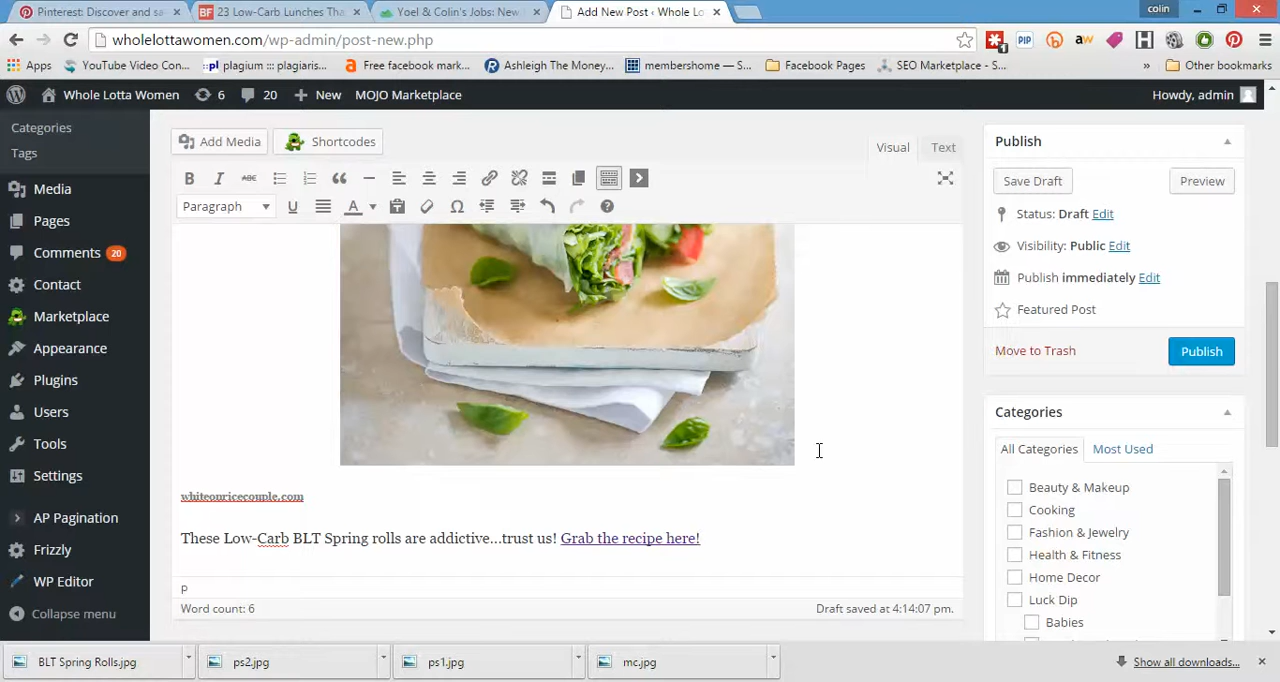 Pinterest: Discover and sa
23 Low-Carb Lunches Tha
Yoel & Colin's Jobs: New
Add New Post ‹ Whole Lo
colin
wholelottawomen.com/wp-admin/post-new.php
PIP
aw
Apps
YouTube Video Con...
plagium ::: plagiaris...
Free facebook mark...
Ashleigh The Money...
membershome — S...
Facebook Pages
SEO Marketplace - S...
»
Other bookmarks
Whole Lotta Women
6
20
New
MOJO Marketplace
Howdy, admin
Categories
Tags
Media
Pages
Comments 20
Contact
Marketplace
Appearance
Plugins
Users
Tools
Settings
AP Pagination
Frizzly
WP Editor
Collapse menu
Add Media
Shortcodes
Visual
Text
B I ABC
Paragraph
U
A
whiteonricecouple.com
These Low-Carb BLT Spring rolls are addictive...trust us! Grab the recipe here!
p
Word count: 6
Draft saved at 4:14:07 pm.
Publish
Save Draft
Preview
Status: Draft Edit
Visibility: Public Edit
Publish immediately Edit
Featured Post
Move to Trash
Publish
Categories
All Categories
Most Used
Beauty & Makeup
Cooking
Fashion & Jewelry
Health & Fitness
Home Decor
Luck Dip
Babies
BLT Spring Rolls.jpg
ps2.jpg
ps1.jpg
mc.jpg
Show all downloads...